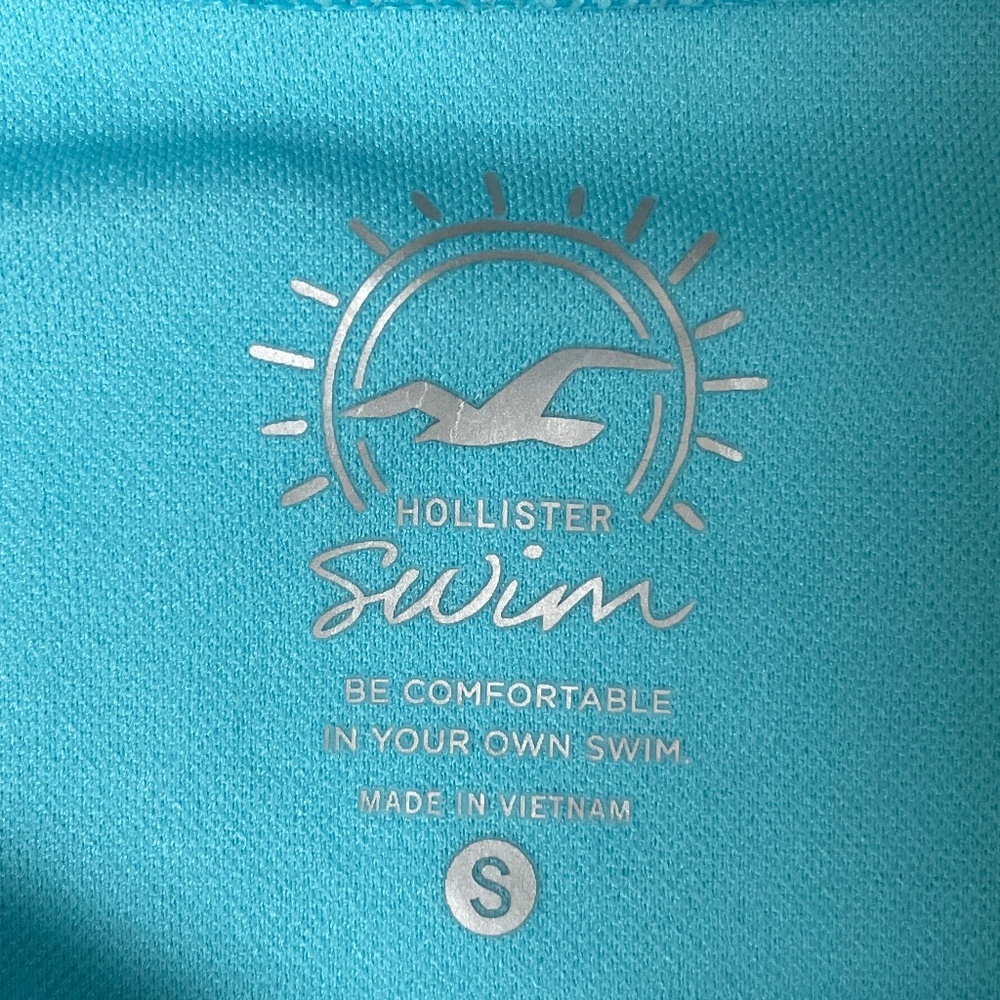 HOLLISTER
Swim
BE COMFORTABLE
IN YOUR OWN SWIM.
MADE IN VIETNAM
S